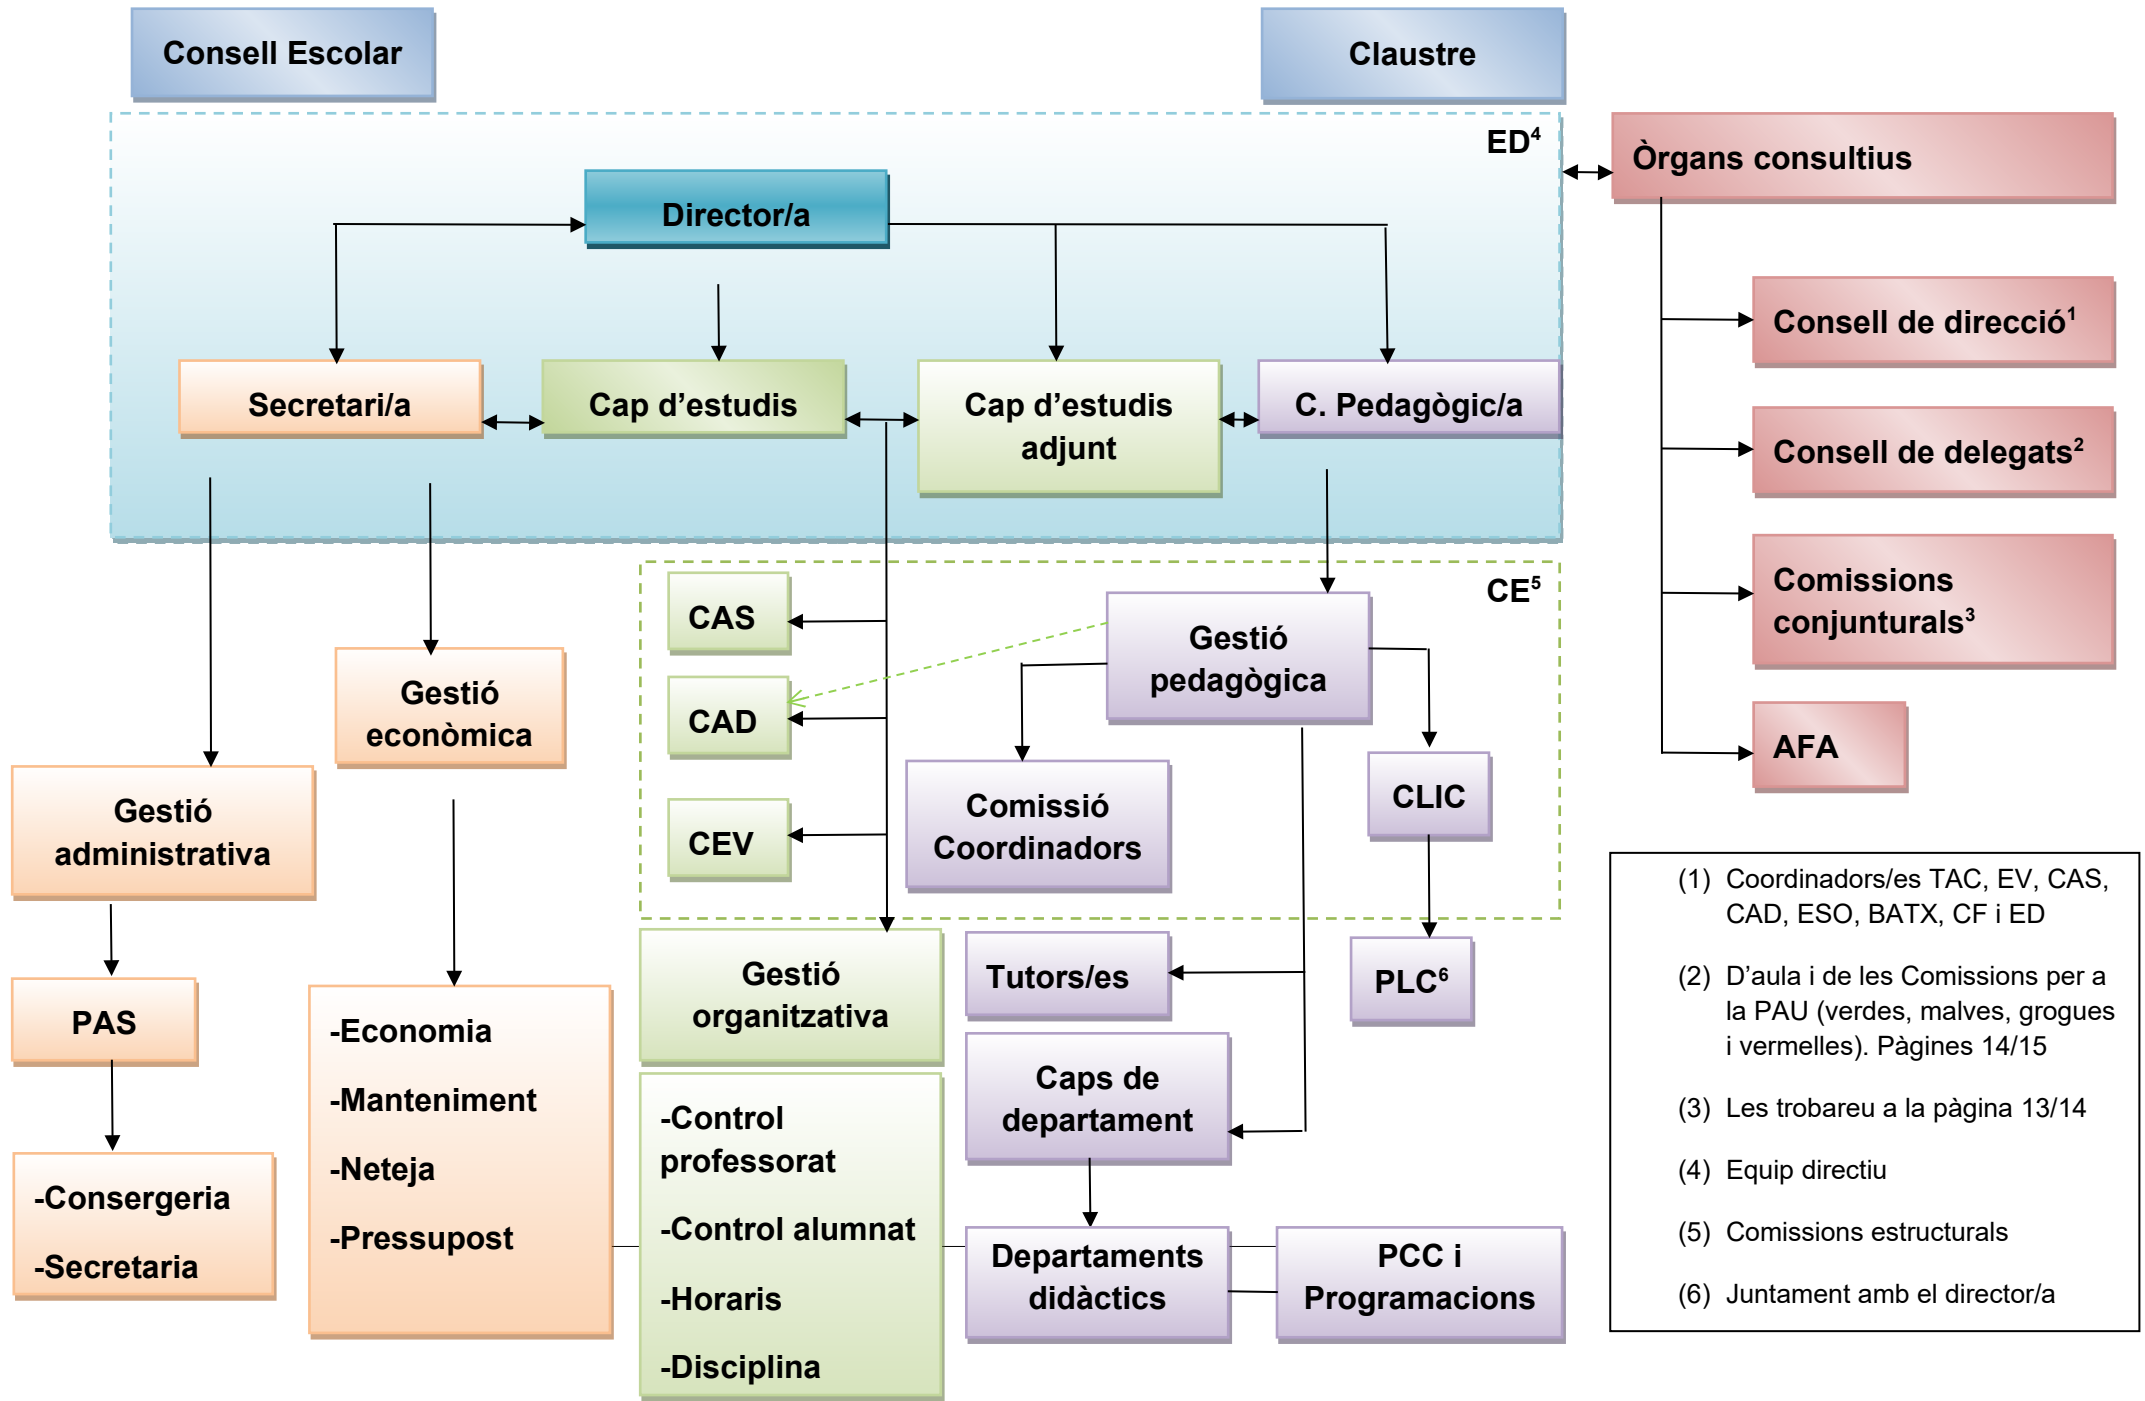 Consell Escolar
Claustre
ED⁴
Òrgans consultius
Director/a
Consell de direcció¹
Secretari/a
Cap d’estudis
Cap d’estudis
adjunt
C. Pedagògic/a
Consell de delegats²
CE⁵
Comissions
conjunturals³
CAS
CAD
CEV
Gestió
pedagògica
Gestió
econòmica
AFA
Gestió
administrativa
Comissió
Coordinadors
CLIC
PAS
-Economia
-Manteniment
-Neteja
-Pressupost
Gestió
organitzativa
Tutors/es
PLC⁶
Caps de
departament
-Consergeria
-Secretaria
-Control
professorat
-Control alumnat
-Horaris
-Disciplina
Departaments
didàctics
PCC i
Programacions
(1) Coordinadors/es TAC, EV, CAS,
CAD, ESO, BATX, CF i ED
(2) D’aula i de les Comissions per a
la PAU (verdes, malves, grogues
i vermelles). Pàgines 14/15
(3) Les trobareu a la pàgina 13/14
(4) Equip directiu
(5) Comissions estructurals
(6) Juntament amb el director/a